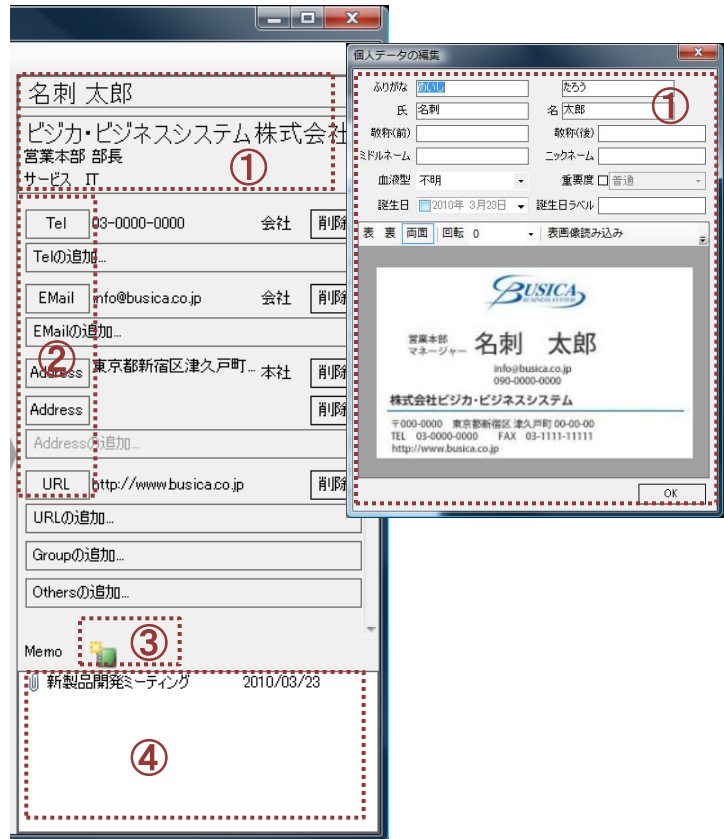 名刺 太郎
ビジカ・ビジネスシステム株式会社
営業本部 部長
サービス IT
①
Tel 03-0000-0000 会社 削除
Telの追加...
EMail info@busica.co.jp 会社 削除
EMailの追加...
②
Address 東京都新宿区津久戸町... 本社 削除
Address 削除
Addressの追加...
URL http://www.busica.co.jp 削除
URLの追加...
Groupの追加...
Othersの追加...
Memo
③
新製品開発ミーティング 2010/03/23
④
個人データの編集
ふりがな めいし たろう
①
氏 名刺 名 太郎
敬称(前) 敬称(後)
ミドルネーム ニックネーム
血液型 不明 重要度 普通
誕生日 2010年 3月23日 誕生日ラベル
表 裏 両面 回転 0 表画像読み込み
BUSICA
BUSINESS SYSTEM
営業本部
マネージャー 名刺 太郎
info@busica.co.jp
090-0000-0000
株式会社ビジカ・ビジネスシステム
〒000-0000 東京都新宿区 津久戸町 00-00-00
TEL 03-0000-0000 FAX 03-1111-11111
http://www.busica.co.jp
OK